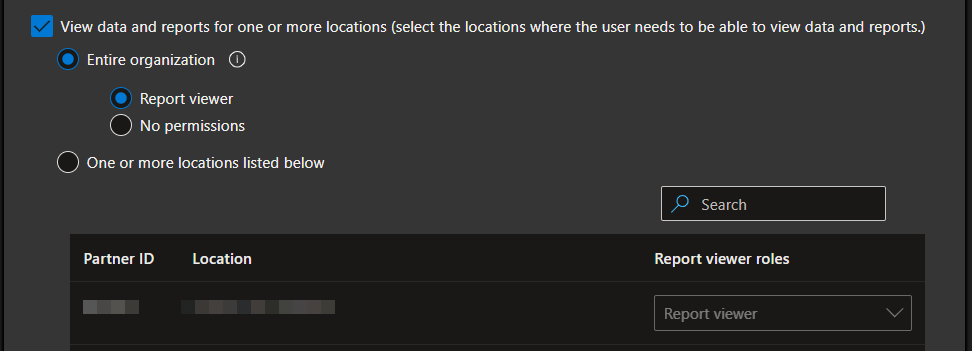 View data and reports for one or more locations (select the locations where the user needs to be able to view data and reports.)
Entire organization
Report viewer
No permissions
One or more locations listed below
Search
Partner ID Location Report viewer roles
Report viewer